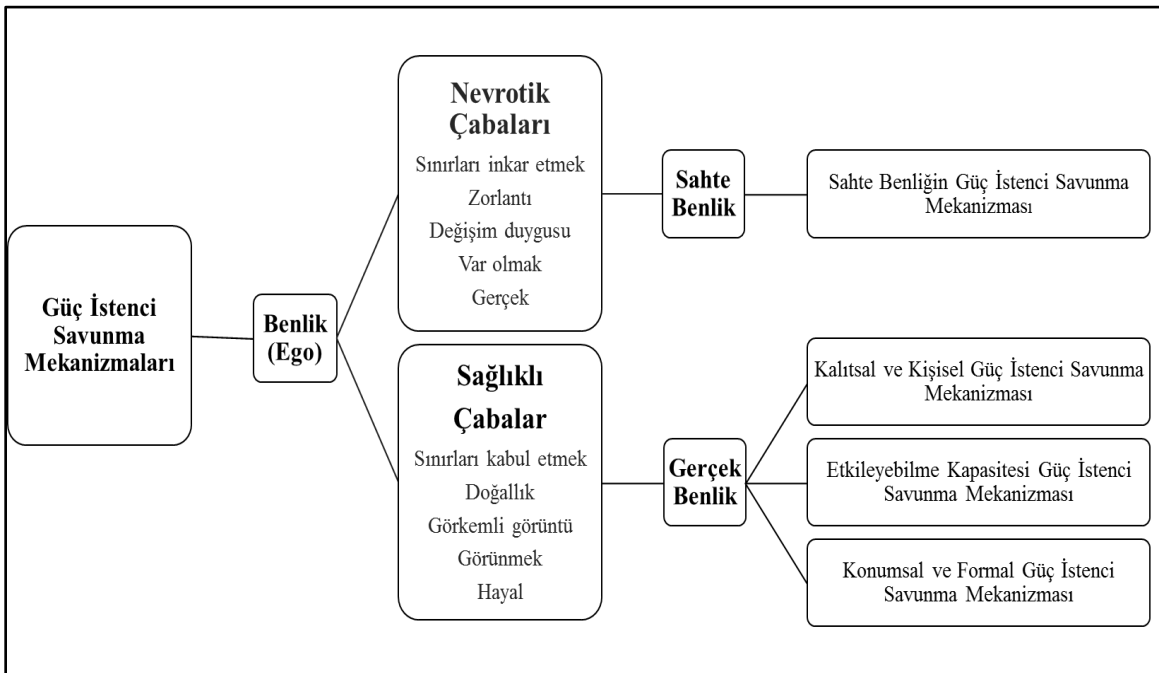 Güç İstenci
Savunma
Mekanizmaları
Benlik
(Ego)
Nevrotik
Çabaları
Sınırları inkar etmek
Zorlantı
Değişim duygusu
Var olmak
Gerçek
Sağlıklı
Çabalar
Sınırları kabul etmek
Doğallık
Görkemli görüntü
Görünmek
Hayal
Sahte
Benlik
Gerçek
Benlik
Sahte Benliğin Güç İstenci Savunma
Mekanizması
Kalıtsal ve Kişisel Güç İstenci Savunma
Mekanizması
Etkileyebilme Kapasitesi Güç İstenci
Savunma Mekanizması
Konumsal ve Formal Güç İstenci
Savunma Mekanizması